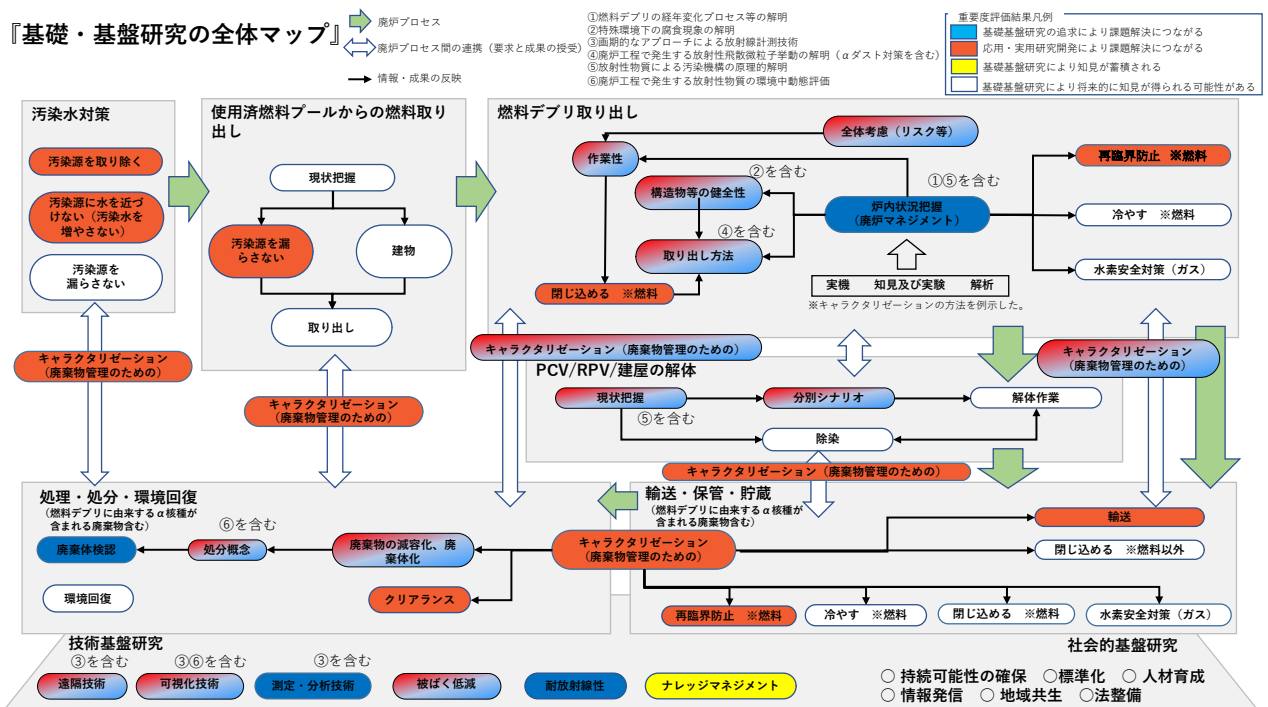 『基礎・基盤研究の全体マップ』
廃炉プロセス
廃炉プロセス間の連携（要求と成果の授受）
情報・成果の反映
①燃料デブリの経年変化プロセス等の解明
②特殊環境下の腐食現象の解明
③画期的なアプローチによる放射線計測技術
④廃炉工程で発生する放射性飛散微粒子挙動の解明（αダスト対策を含む）
⑤放射性物質による汚染機構の原理的解明
⑥廃炉工程で発生する放射性物質の環境中動態評価
重要度評価結果凡例
基礎基盤研究の追求により課題解決につながる
応用・実用研究開発により課題解決につながる
基礎基盤研究により知見が蓄積される
基礎基盤研究により将来的に知見が得られる可能性がある
汚染水対策
汚染源を取り除く
汚染源に水を近づ
けない（汚染水を
増やさない）
汚染源を
漏らさない
キャラクタリゼーション
（廃棄物管理のための）
使用済燃料プールからの燃料取り
出し
現状把握
汚染源を漏
らさない
建物
取り出し
キャラクタリゼーション
（廃棄物管理のための）
燃料デブリ取り出し
全体考慮（リスク等）
作業性
②を含む
①⑤を含む
構造物等の健全性
炉内状況把握
（廃炉マネジメント）
④を含む
取り出し方法
閉じ込める　※燃料
実機　知見及び実験　解析
※キャラクタリゼーションの方法を例示した。
再臨界防止　※燃料
冷やす　※燃料
水素安全対策（ガス）
キャラクタリゼーション（廃棄物管理のための）
キャラクタリゼーション
（廃棄物管理のための）
PCV/RPV/建屋の解体
現状把握
分別シナリオ
解体作業
⑤を含む
除染
キャラクタリゼーション（廃棄物管理のための）
処理・処分・環境回復
（燃料デブリに由来するα核種が
含まれる廃棄物含む）
⑥を含む
廃棄体検認
処分概念
廃棄物の減容化、廃
棄体化
環境回復
クリアランス
輸送・保管・貯蔵
（燃料デブリに由来するα核種が
含まれる廃棄物含む）
キャラクタリゼーション
（廃棄物管理のための）
輸送
閉じ込める　※燃料以外
再臨界防止　※燃料
冷やす　※燃料
閉じ込める　※燃料
水素安全対策（ガス）
技術基盤研究
③を含む
③⑥を含む
③を含む
遠隔技術
可視化技術
測定・分析技術
被ばく低減
耐放射線性
ナレッジマネジメント
社会的基盤研究
○ 持続可能性の確保　○標準化　○ 人材育成
○ 情報発信　○ 地域共生　○法整備